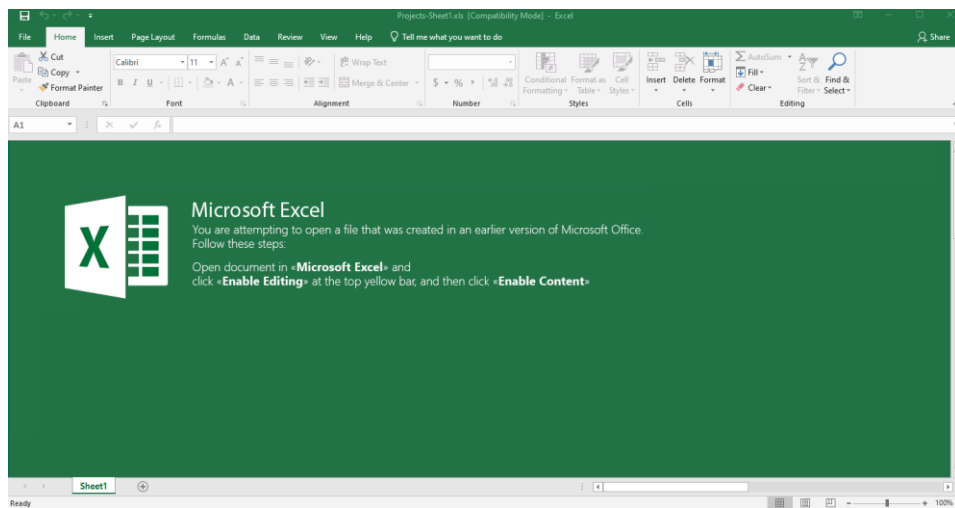 Projects-Sheet1.xls [Compatibility Mode] - Excel
File Home Insert Page Layout Formulas Data Review View Help Tell me what you want to do Share
Cut
Copy
Format Painter
Paste
Clipboard
Calibri 11
B I U
Font
Wrap Text
Merge & Center
Alignment
$ % ,
Number
Conditional Formatting
Format as Table
Cell Styles
Styles
Insert Delete Format
Cells
AutoSum
Fill
Clear
Sort & Filter
Find & Select
Editing
A1 fx
X
Microsoft Excel
You are attempting to open a file that was created in an earlier version of Microsoft Office.
Follow these steps:
Open document in «Microsoft Excel» and
click «Enable Editing» at the top yellow bar, and then click «Enable Content»
Sheet1
Ready 100%